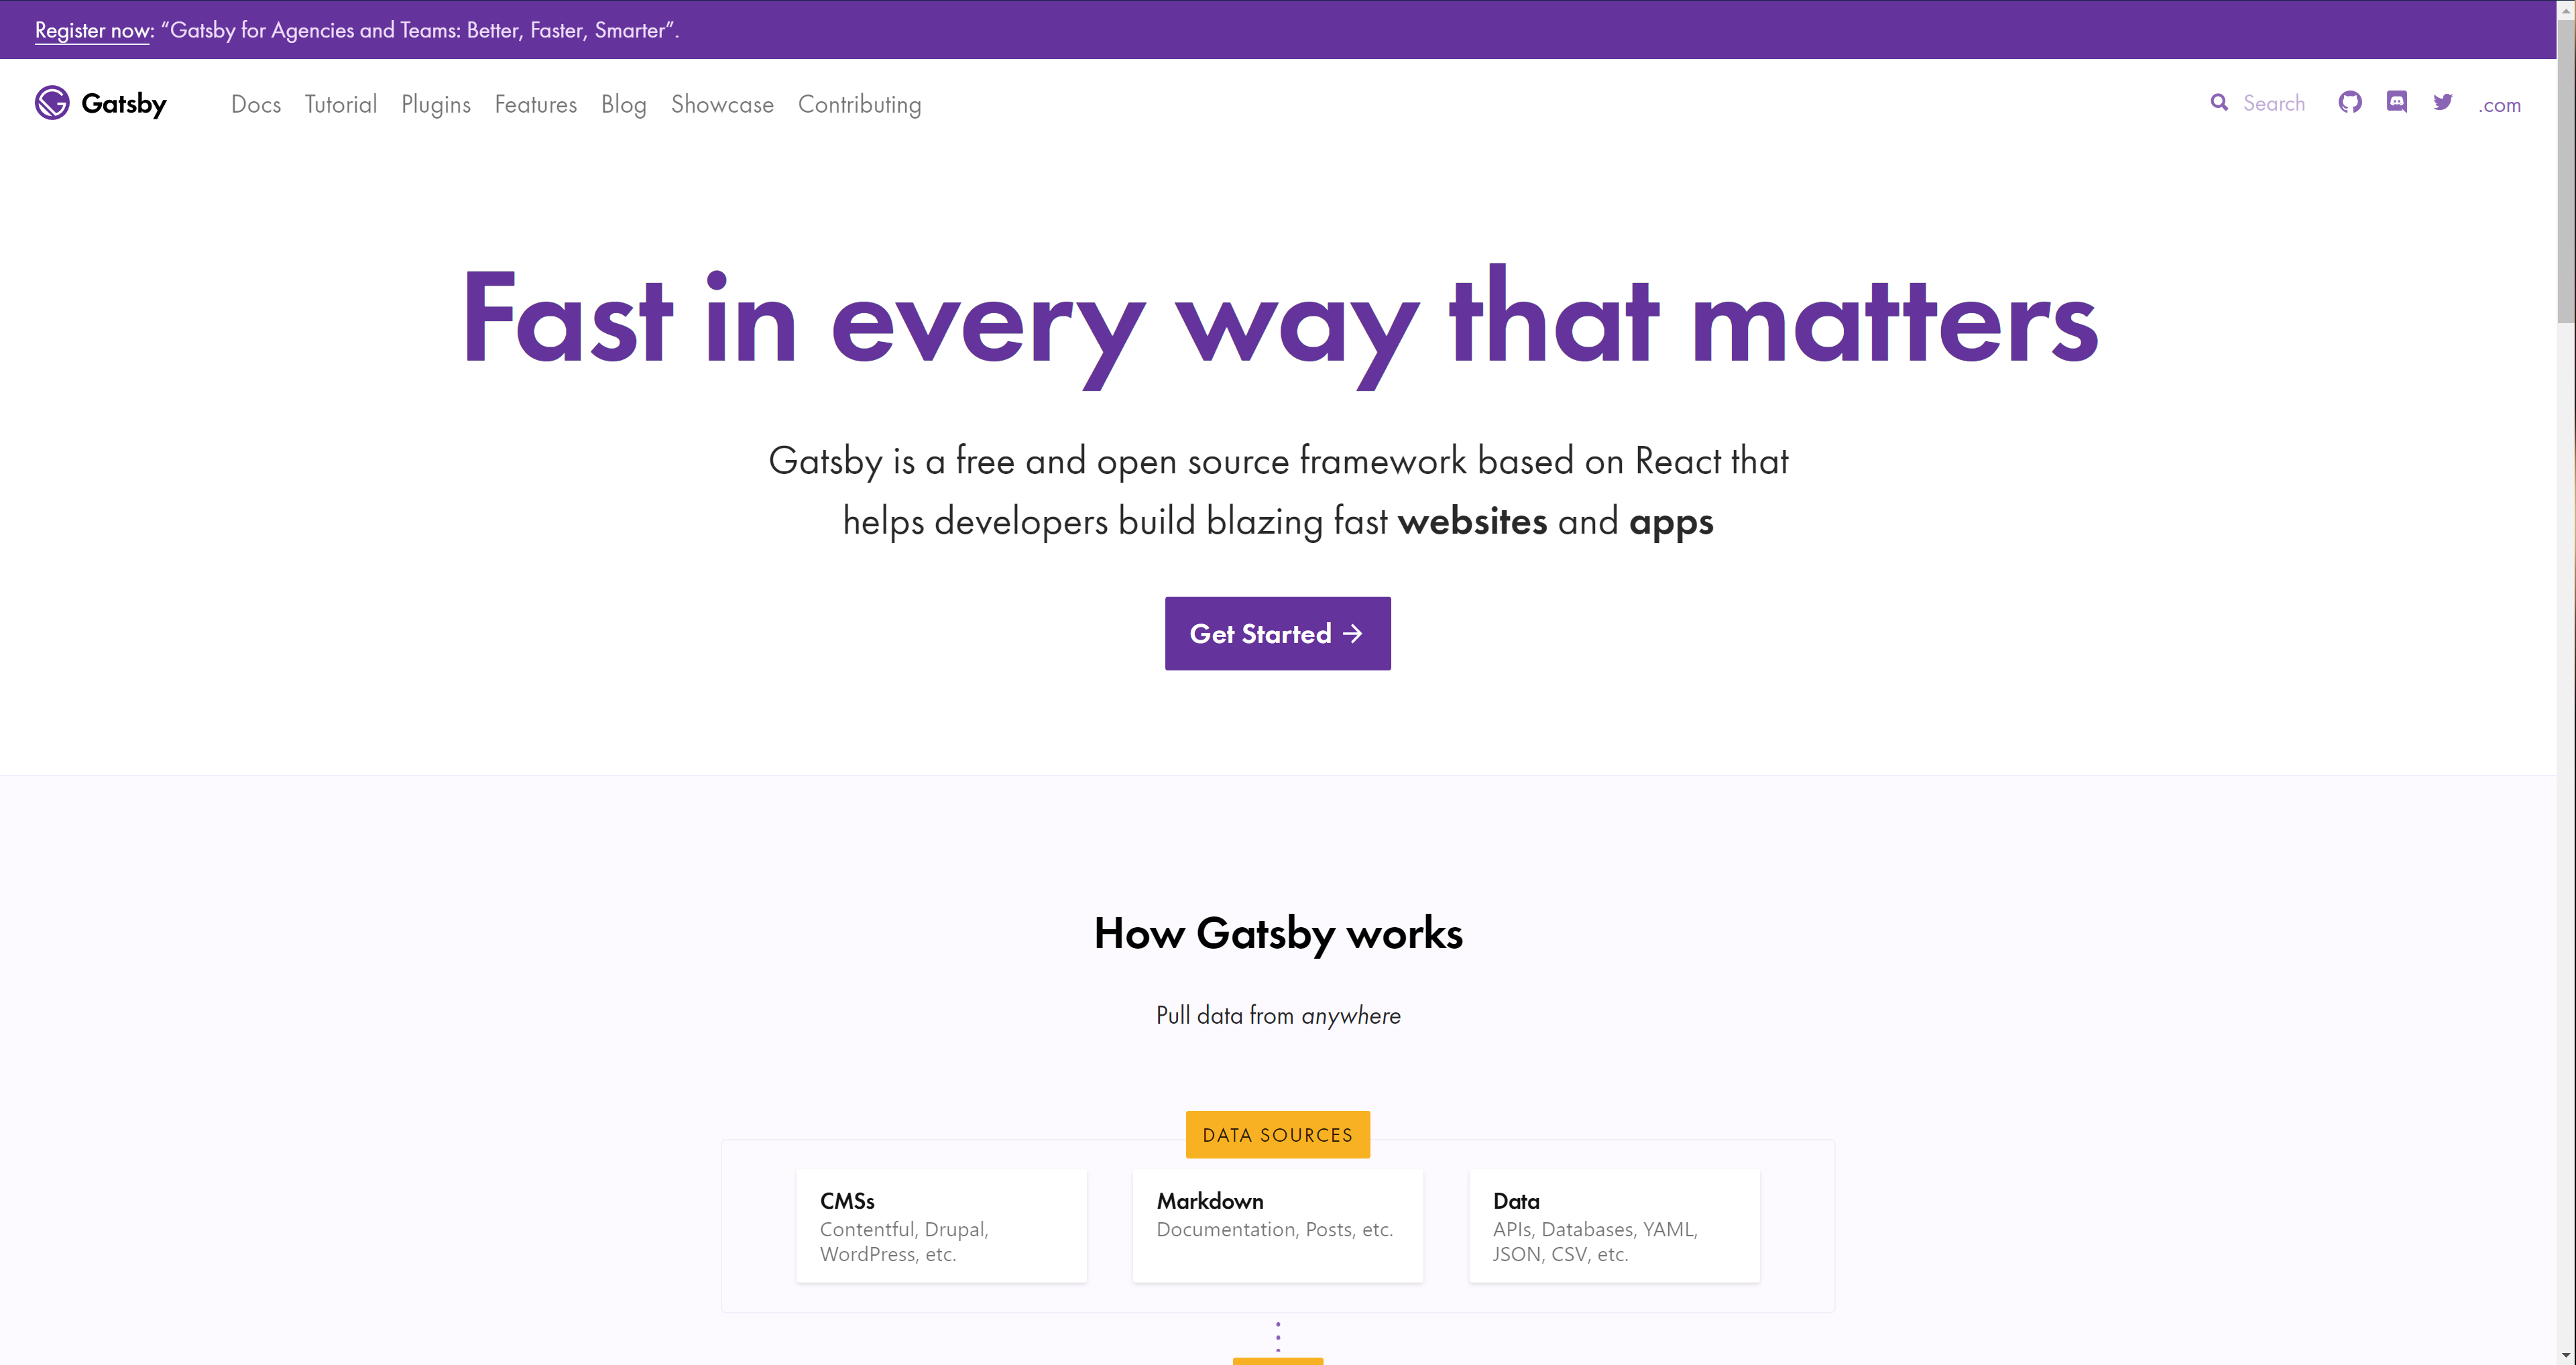 Register now: “Gatsby for Agencies and Teams: Better, Faster, Smarter”.
Gatsby
Docs Tutorial Plugins Features Blog Showcase Contributing
Search .com
Fast in every way that matters
Gatsby is a free and open source framework based on React that
helps developers build blazing fast websites and apps
Get Started →
How Gatsby works
Pull data from anywhere
DATA SOURCES
CMSs
Contentful, Drupal,
WordPress, etc.
Markdown
Documentation, Posts, etc.
Data
APIs, Databases, YAML,
JSON, CSV, etc.